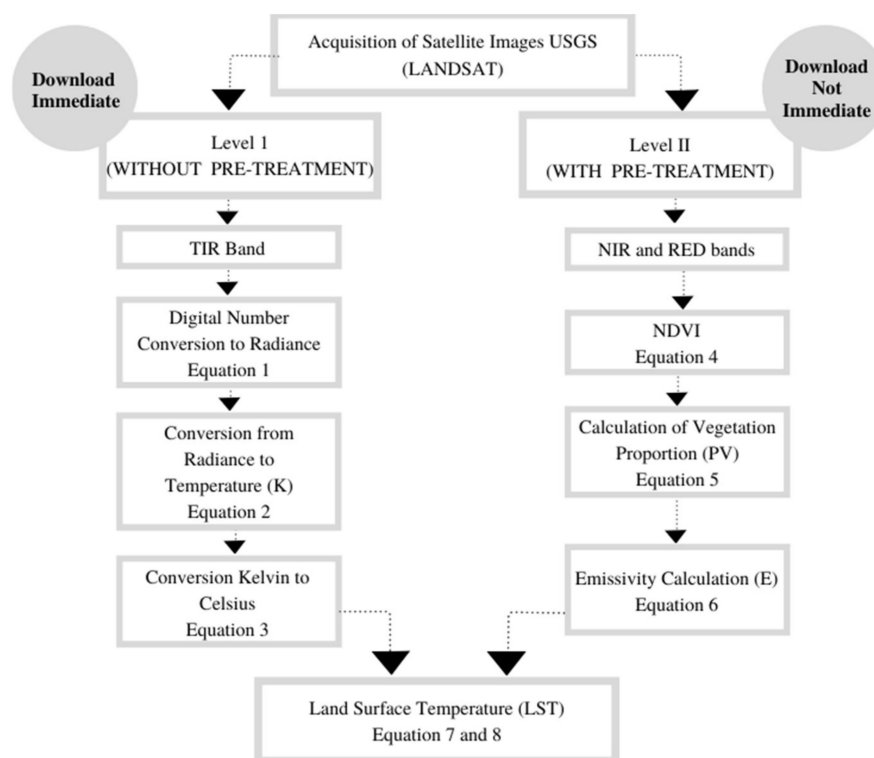 Acquisition of Satellite Images USGS
(LANDSAT)
Download
Immediate
Download
Not
Immediate
Level 1
(WITHOUT PRE-TREATMENT)
Level II
(WITH PRE-TREATMENT)
TIR Band
NIR and RED bands
Digital Number
Conversion to Radiance
Equation 1
NDVI
Equation 4
Conversion from
Radiance to
Temperature (K)
Equation 2
Calculation of Vegetation
Proportion (PV)
Equation 5
Conversion Kelvin to
Celsius
Equation 3
Emissivity Calculation (E)
Equation 6
Land Surface Temperature (LST)
Equation 7 and 8